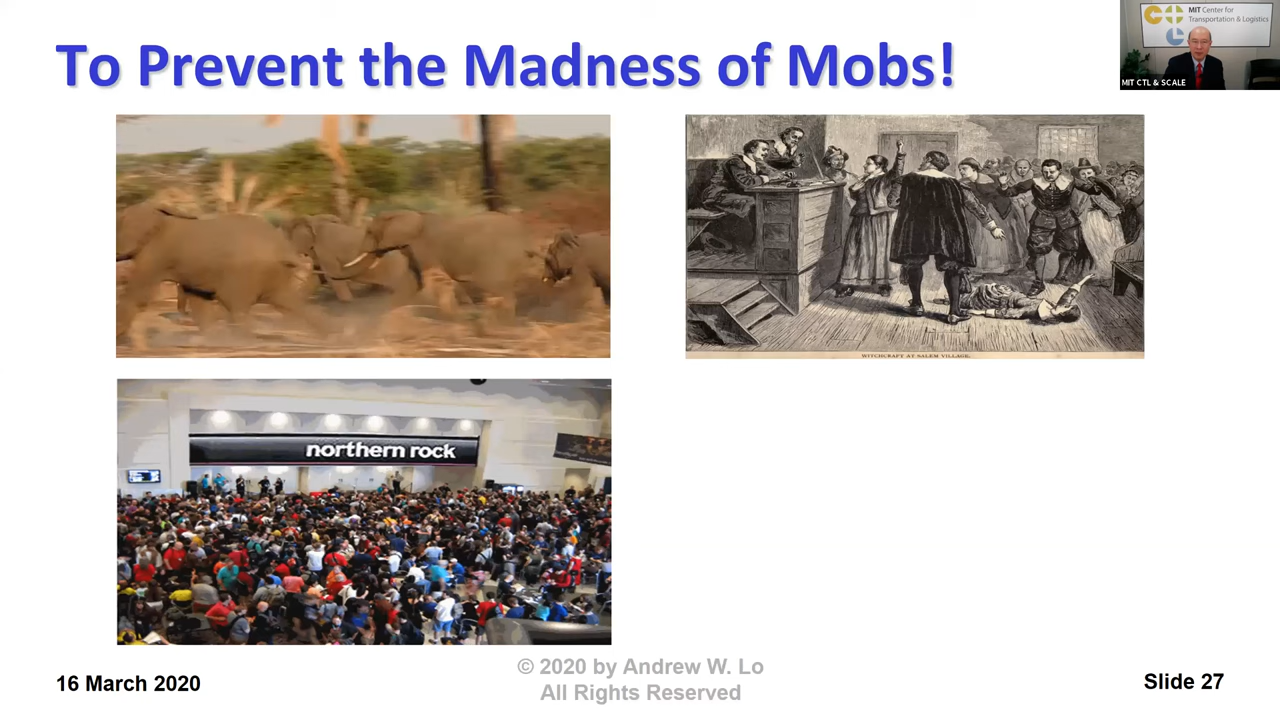 To Prevent the Madness of Mobs!
MIT Center for
Transportation & Logistics
MIT CTL & SCALE
WITCHCRAFT AT SALEM VILLAGE.
northern rock
16 March 2020
© 2020 by Andrew W. Lo
All Rights Reserved
Slide 27